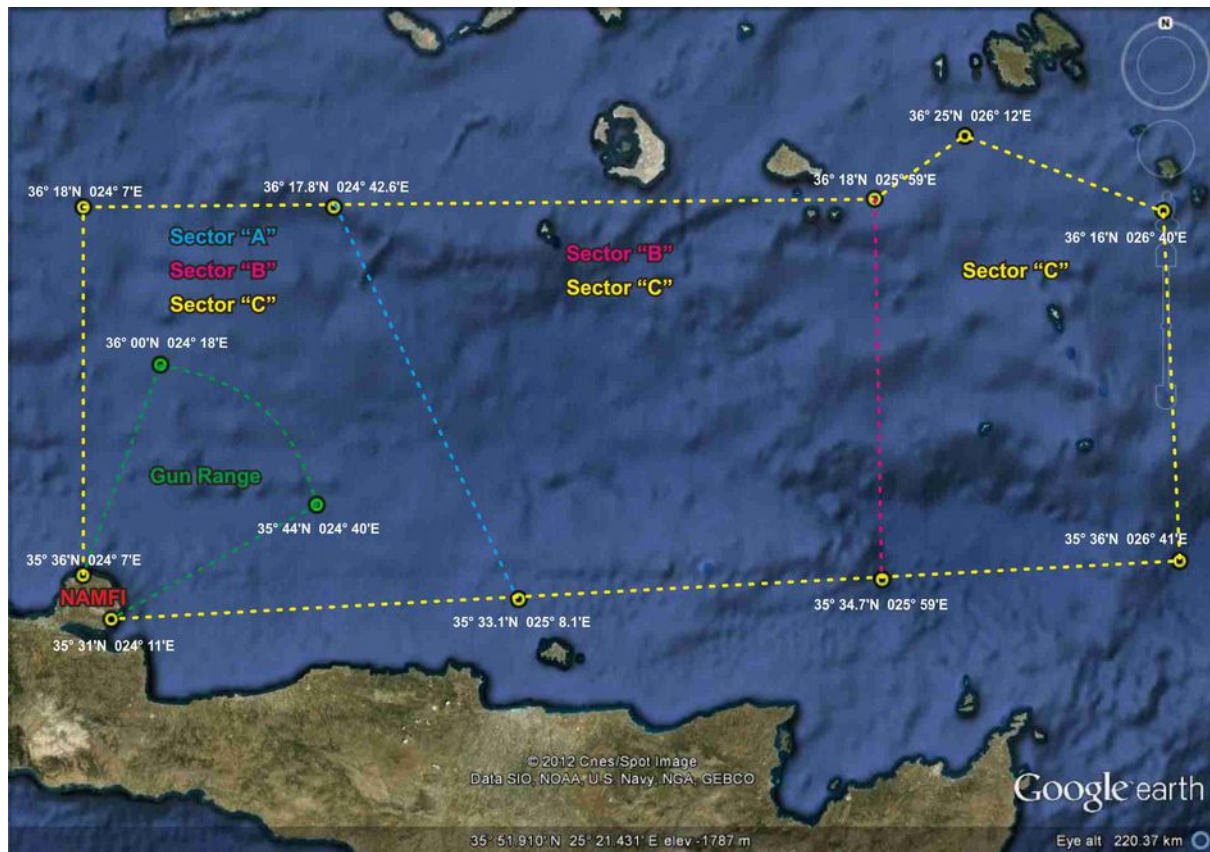 N
36° 25'N 026° 12'E
36° 18'N 024° 7'E
36° 17.8'N 024° 42.6'E
36° 18'N 025° 59'E
36° 16'N 026° 40'E
Sector “A”
Sector “B”
Sector “C”
Sector “B”
Sector “C”
Sector “C”
36° 00'N 024° 18'E
Gun Range
35° 44'N 024° 40'E
35° 36'N 024° 7'E
35° 36'N 026° 41'E
NAMFI
35° 31'N 024° 11'E
35° 33.1'N 025° 8.1'E
35° 34.7'N 025° 59'E
© 2012 Cnes/Spot Image
Data SIO, NOAA, U.S. Navy, NGA, GEBCO
Google earth
35° 51.910' N 25° 21.431' E elev -1787 m
Eye alt 220.37 km